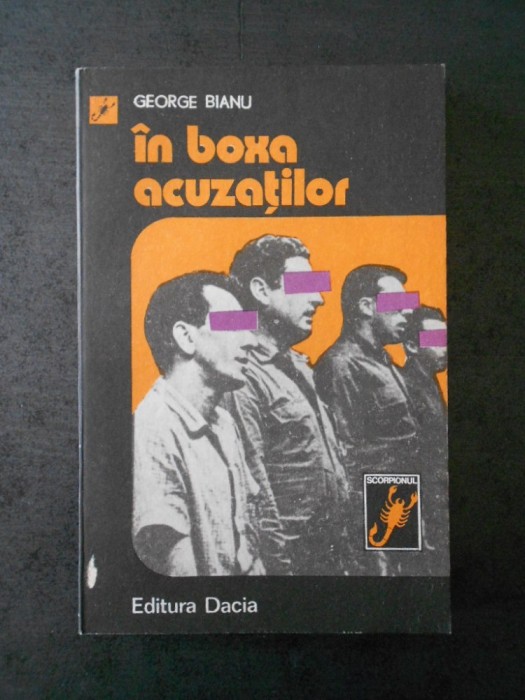 GEORGE BIANU
în boxa
acuzaților
SCORPIONUL
Editura Dacia